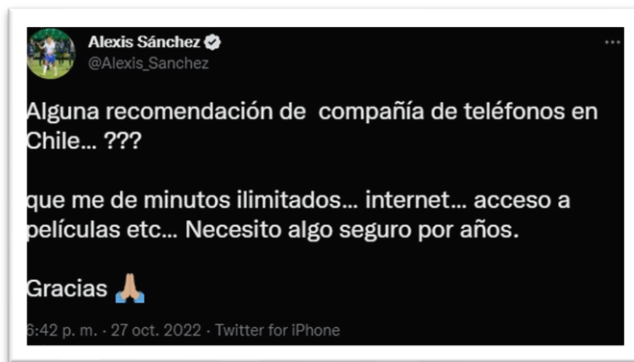 Alexis Sánchez
@Alexis_Sanchez
Alguna recomendación de compañía de teléfonos en
Chile... ???
que me de minutos ilimitados... internet... acceso a
películas etc... Necesito algo seguro por años.
Gracias 🙏🏼
6:42 p. m. · 27 oct. 2022 · Twitter for iPhone